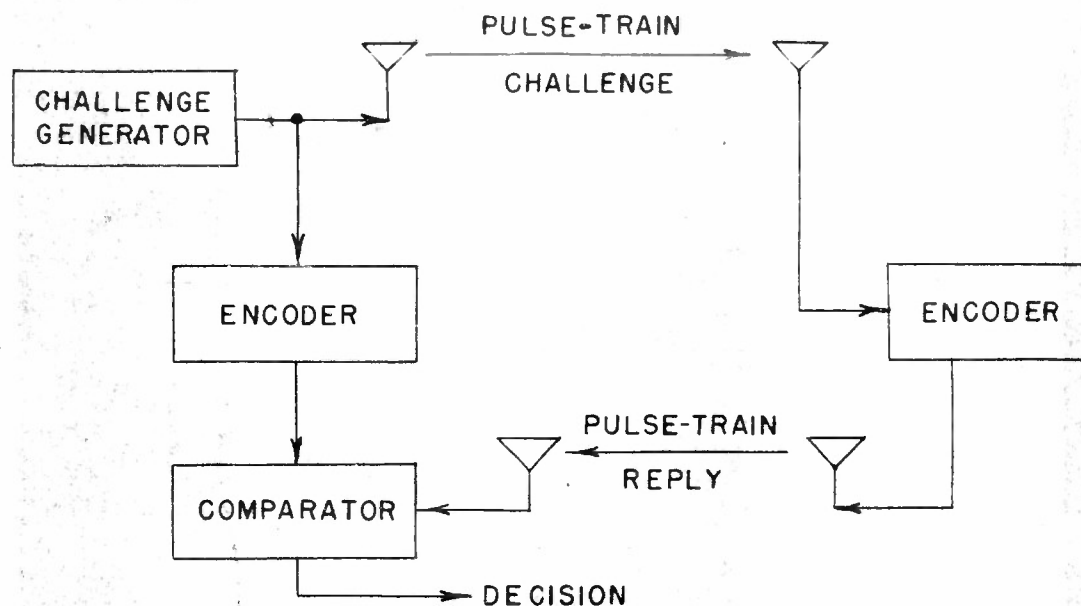 PULSE-TRAIN
CHALLENGE
CHALLENGE
GENERATOR
ENCODER
ENCODER
PULSE-TRAIN
REPLY
COMPARATOR
DECISION